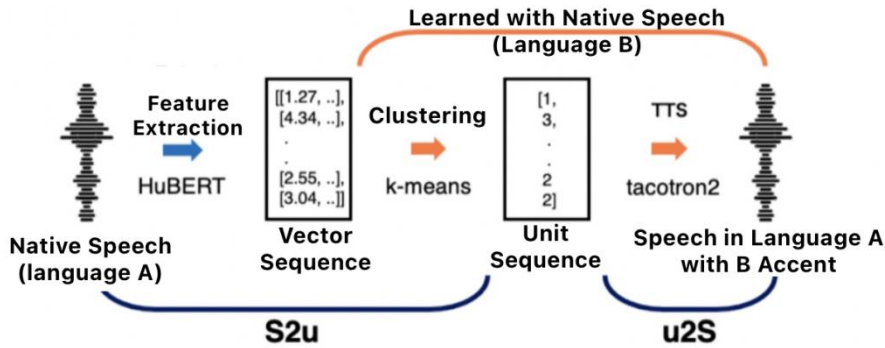 Learned with Native Speech
(Language B)
Feature
Extraction
HuBERT
[[1.27, ..],
[4.34, ..],
.
.
[2.55, ..],
[3.04, ..]]
Clustering
k-means
[1,
3,
.
.
2
2]
TTS
tacotron2
Native Speech
(language A)
Vector
Sequence
Unit
Sequence
Speech in Language A
with B Accent
S2u
u2S